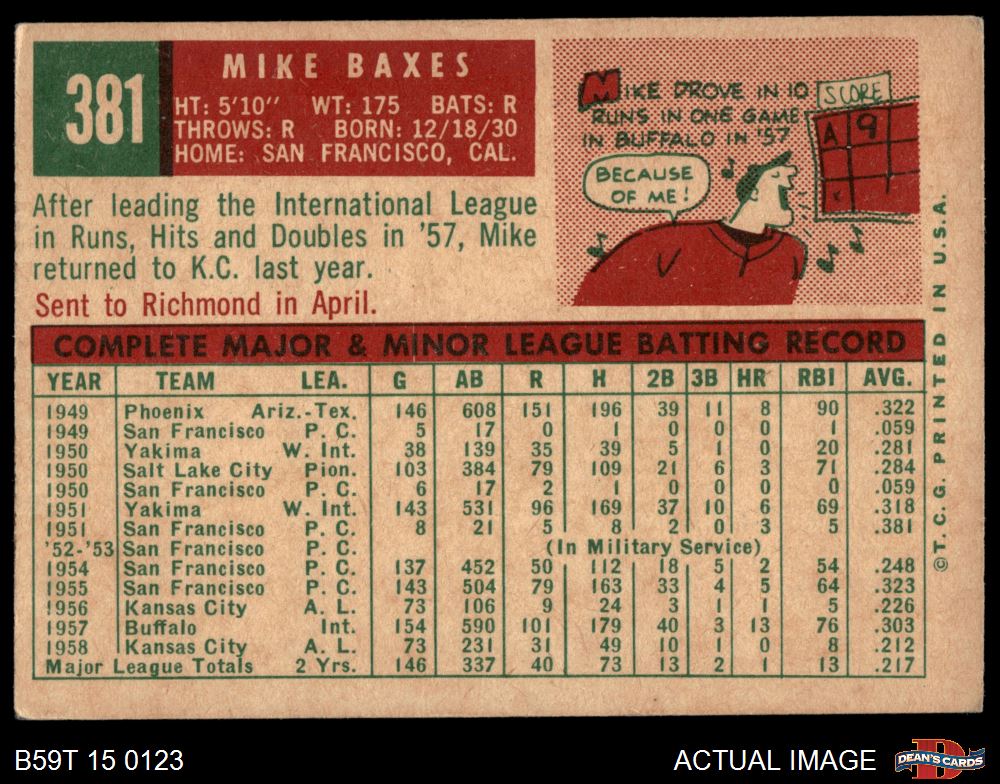 381
MIKE BAXES
HT: 5'10" WT: 175 BATS: R
THROWS: R BORN: 12/18/30
HOME: SAN FRANCISCO, CAL.
After leading the International League
in Runs, Hits and Doubles in '57, Mike
returned to K.C. last year.
Sent to Richmond in April.
MIKE DROVE IN 10
RUNS IN ONE GAME
IN BUFFALO IN '57
BECAUSE
OF ME!
SCORE
A 9
COMPLETE MAJOR & MINOR LEAGUE BATTING RECORD
YEAR TEAM LEA. G AB R H 2B 3B HR RBI AVG.
1949 Phoenix Ariz.-Tex. 146 608 151 196 39 11 8 90 .322
1949 San Francisco P. C. 5 17 0 1 0 0 0 1 .059
1950 Yakima W. Int. 38 139 35 39 5 1 0 20 .281
1950 Salt Lake City Pion. 103 384 79 109 21 6 3 71 .284
1950 San Francisco P. C. 6 17 2 1 0 0 0 0 .059
1951 Yakima W. Int. 143 531 96 169 37 10 6 69 .318
1951 San Francisco P. C. 8 21 5 8 2 0 3 5 .381
'52-'53 San Francisco P. C. (In Military Service)
1954 San Francisco P. C. 137 452 50 112 18 5 2 54 .248
1955 San Francisco P. C. 143 504 79 163 33 4 5 64 .323
1956 Kansas City A. L. 73 106 9 24 3 1 1 5 .226
1957 Buffalo Int. 154 590 101 179 40 3 13 76 .303
1958 Kansas City A. L. 73 231 31 49 10 1 0 8 .212
Major League Totals 2 Yrs. 146 337 40 73 13 2 1 13 .217
©T. C. G. PRINTED IN U.S.A.
B59T 15 0123
ACTUAL IMAGE
D
DEAN'S CARDS